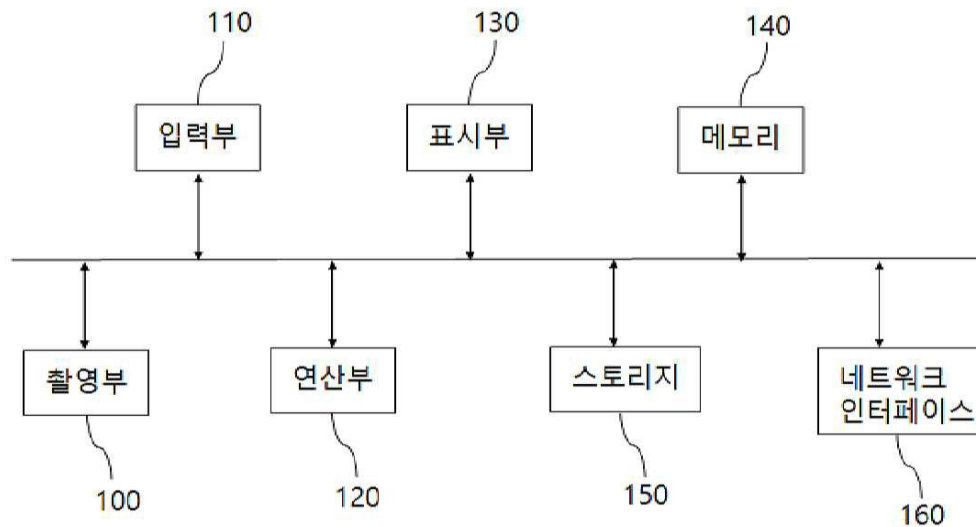 110
130
140
입력부
표시부
메모리
촬영부
연산부
스토리지
네트워크
인터페이스
100
120
150
160